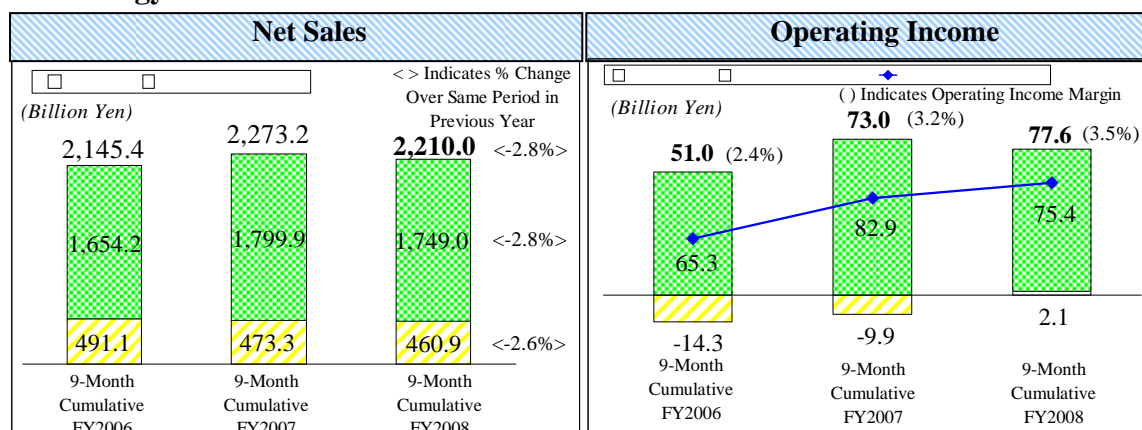 Net Sales
< > Indicates % Change
Over Same Period in
Previous Year
(Billion Yen)
2,145.4
2,273.2
2,210.0
<-2.8%>
1,654.2
1,799.9
1,749.0
<-2.8%>
491.1
473.3
460.9
<-2.6%>
9-Month
Cumulative
FY2006
9-Month
Cumulative
FY2007
9-Month
Cumulative
FY2008
Operating Income
( ) Indicates Operating Income Margin
(Billion Yen)
51.0 (2.4%)
73.0 (3.2%)
77.6 (3.5%)
65.3
82.9
75.4
-14.3
-9.9
2.1
9-Month
Cumulative
FY2006
9-Month
Cumulative
FY2007
9-Month
Cumulative
FY2008